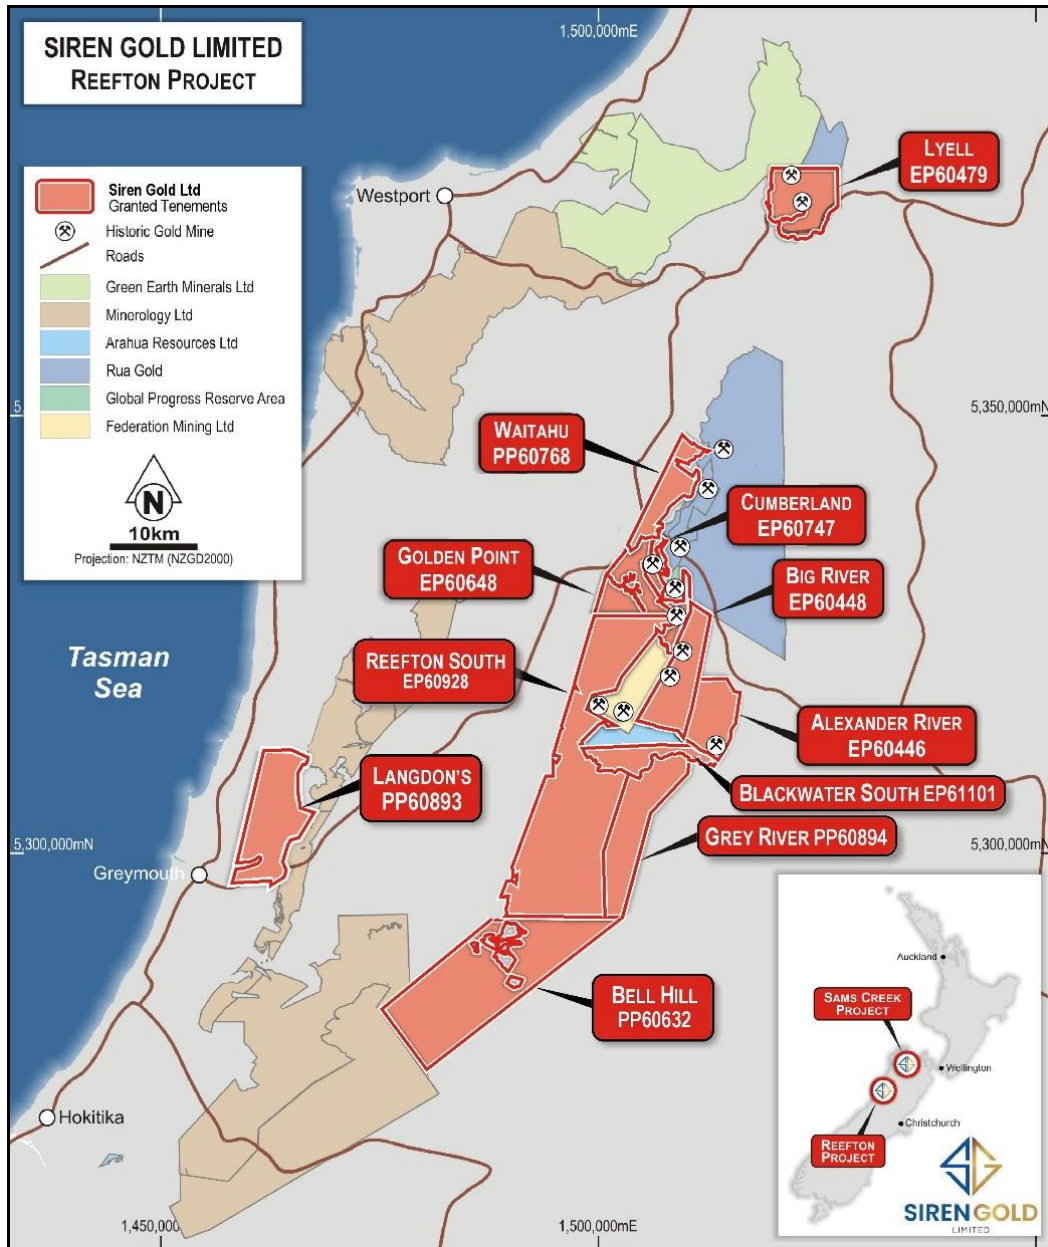 SIREN GOLD LIMITED
REEFTON PROJECT
1,500,000mE
Siren Gold Ltd
Granted Tenements
Historic Gold Mine
Roads
Green Earth Minerals Ltd
Minerology Ltd
Arahua Resources Ltd
Rua Gold
Global Progress Reserve Area
Federation Mining Ltd
N
10km
Projection: NZTM (NZGD2000)
Westport
LYELL
EP60479
5,350,000mN
WAITAHU
PP60768
CUMBERLAND
EP60747
GOLDEN POINT
EP60648
BIG RIVER
EP60448
Tasman
Sea
REEFTON SOUTH
EP60928
ALEXANDER RIVER
EP60446
LANGDON'S
PP60893
BLACKWATER SOUTH EP61101
GREY RIVER PP60894
5,300,000mN
5,300,000mN
Greymouth
BELL HILL
PP60632
Hokitika
Auckland
SAMS CREEK
PROJECT
Wellington
Christchurch
REEFTON
PROJECT
SIREN GOLD
LIMITED
1,450,000
1,500,000mE